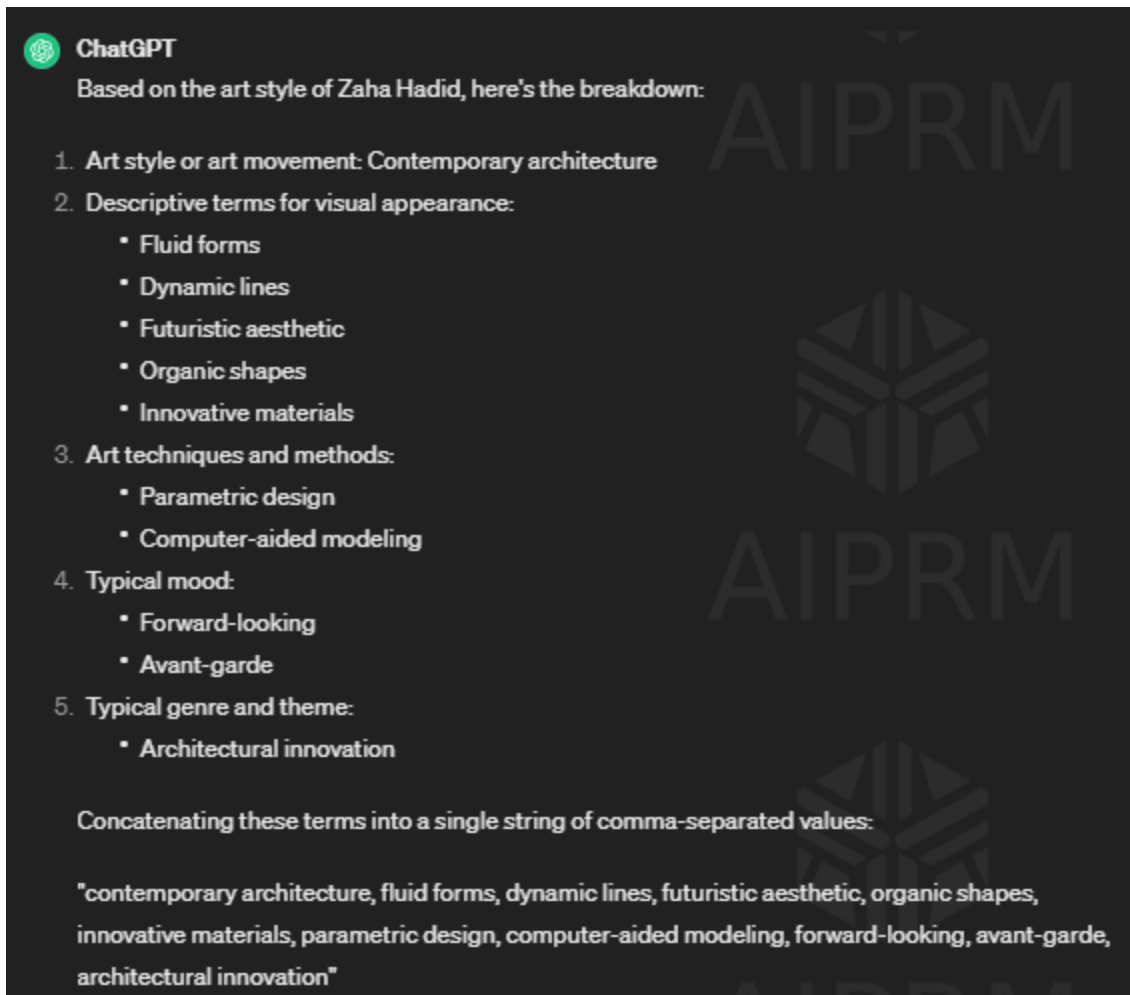 ChatGPT
Based on the art style of Zaha Hadid, here's the breakdown:
AIPRM
1. Art style or art movement: Contemporary architecture
2. Descriptive terms for visual appearance:
• Fluid forms
• Dynamic lines
• Futuristic aesthetic
• Organic shapes
• Innovative materials
3. Art techniques and methods:
• Parametric design
• Computer-aided modeling
AIPRM
4. Typical mood:
• Forward-looking
• Avant-garde
5. Typical genre and theme:
• Architectural innovation
Concatenating these terms into a single string of comma-separated values:
"contemporary architecture, fluid forms, dynamic lines, futuristic aesthetic, organic shapes,
innovative materials, parametric design, computer-aided modeling, forward-looking, avant-garde,
architectural innovation"